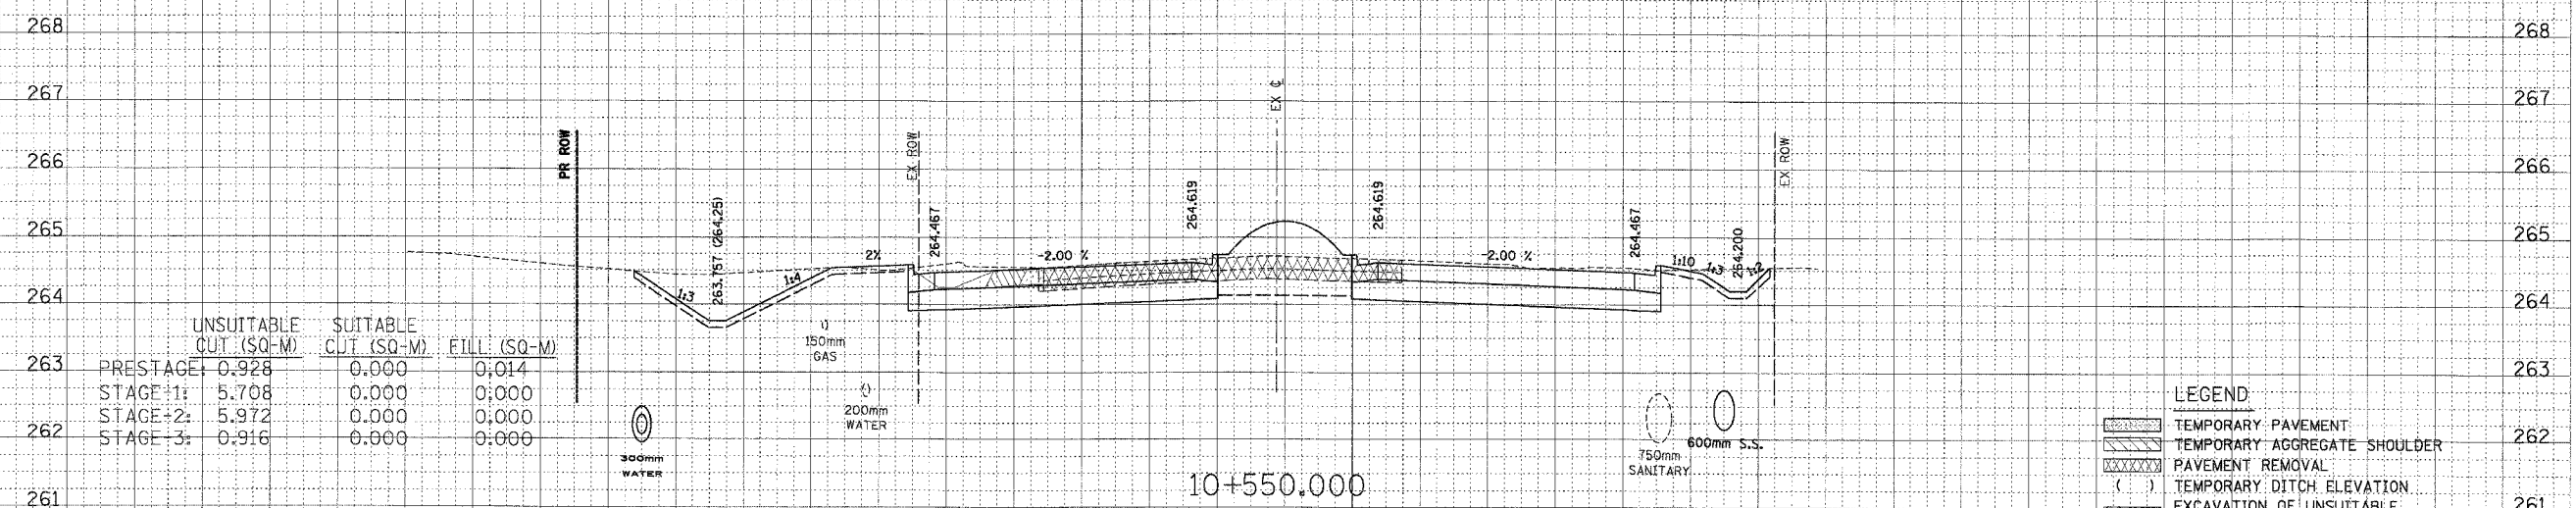 268 268
267 267
266 266
265 265
264 264
263 263
262 262
261 261
PR ROW
EX ROW
EX ℄
EX ROW
263.757 (264.25)
264.467
264.619
264.619
264.467
264.200
1:3
1:4
2%
-2.00 %
-2.00 %
1:10
1:3
1:2
UNSUITABLE SUITABLE
CUT (SQ-M) CUT (SQ-M) FILL (SQ-M)
PRESTAGE: 0.928 0.000 0.014
STAGE-1: 5.708 0.000 0.000
STAGE-2: 5.972 0.000 0.000
STAGE-3: 0.916 0.000 0.000
150mm
GAS
200mm
WATER
300mm
WATER
750mm
SANITARY
600mm S.S.
10+550.000
LEGEND
TEMPORARY PAVEMENT
TEMPORARY AGGREGATE SHOULDER
PAVEMENT REMOVAL
( ) TEMPORARY DITCH ELEVATION
EXCAVATION OF UNSUITABLE